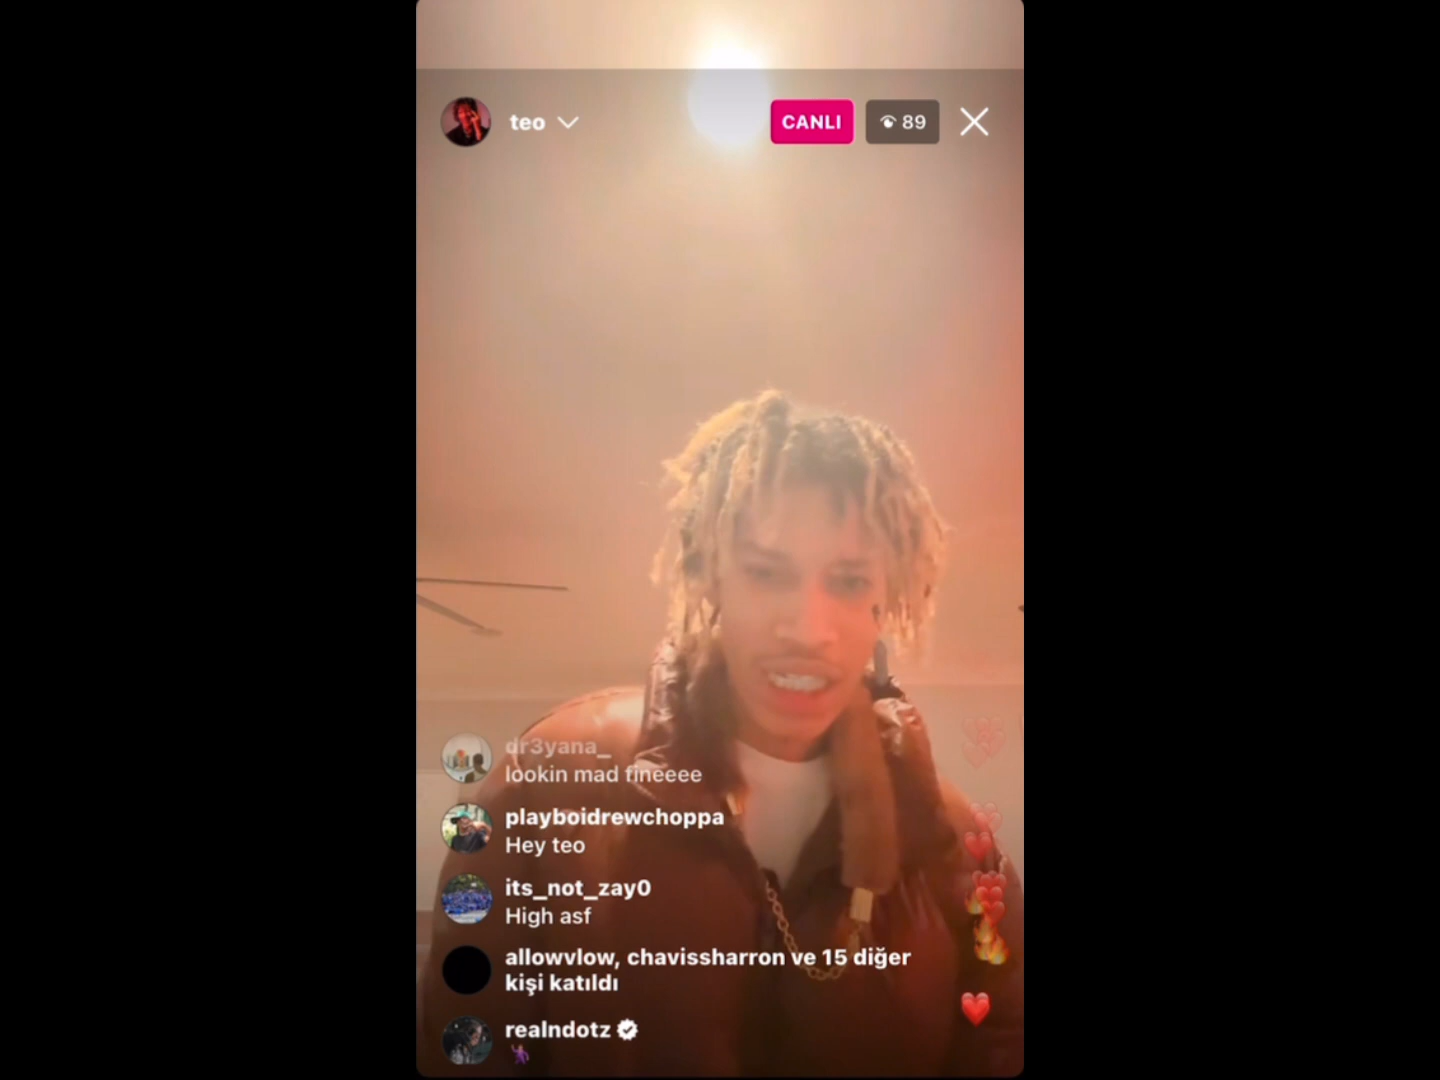 teo
CANLI
89
dr3yana_
lookin mad fineeee
playboidrewchoppa
Hey teo
its_not_zay0
High asf
allowvlow, chavissharron ve 15 diğer
kişi katıldı
realndotz